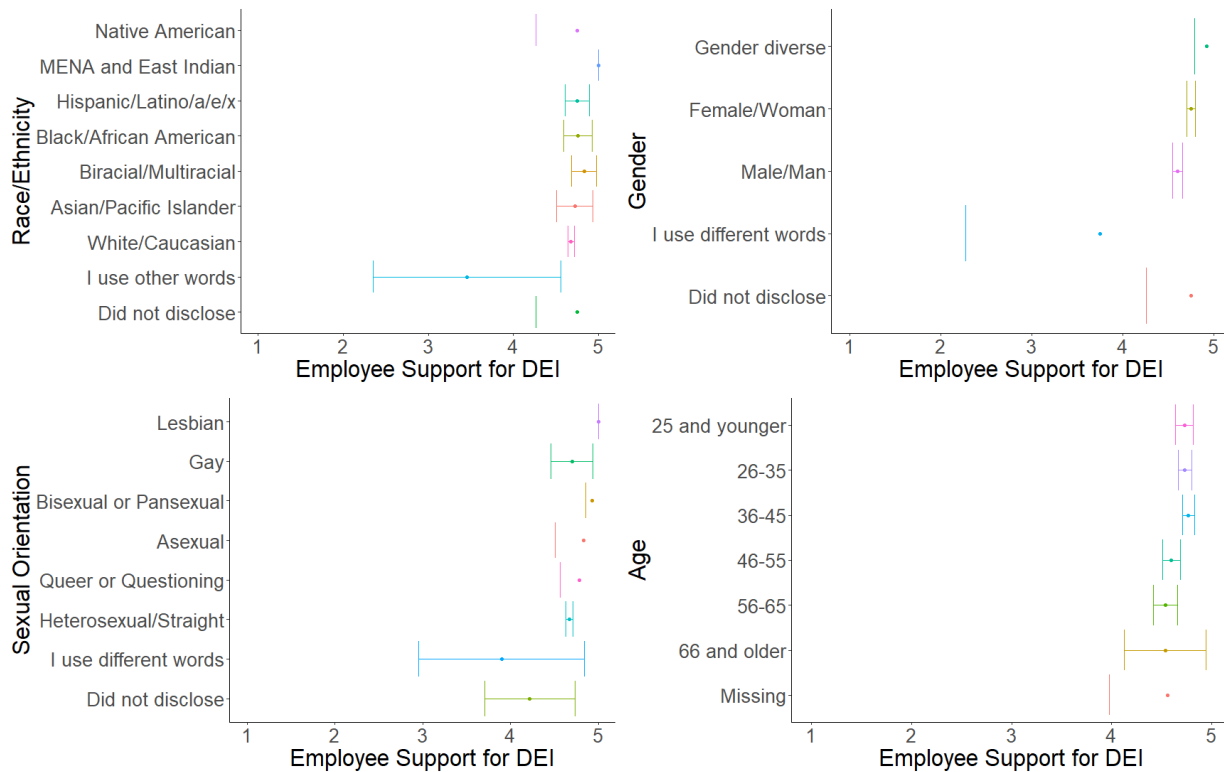 Race/Ethnicity
Native American
MENA and East Indian
Hispanic/Latino/a/e/x
Black/African American
Biracial/Multiracial
Asian/Pacific Islander
White/Caucasian
I use other words
Did not disclose
1 2 3 4 5
Employee Support for DEI
Gender
Gender diverse
Female/Woman
Male/Man
I use different words
Did not disclose
1 2 3 4 5
Employee Support for DEI
Sexual Orientation
Lesbian
Gay
Bisexual or Pansexual
Asexual
Queer or Questioning
Heterosexual/Straight
I use different words
Did not disclose
1 2 3 4 5
Employee Support for DEI
Age
25 and younger
26-35
36-45
46-55
56-65
66 and older
Missing
1 2 3 4 5
Employee Support for DEI